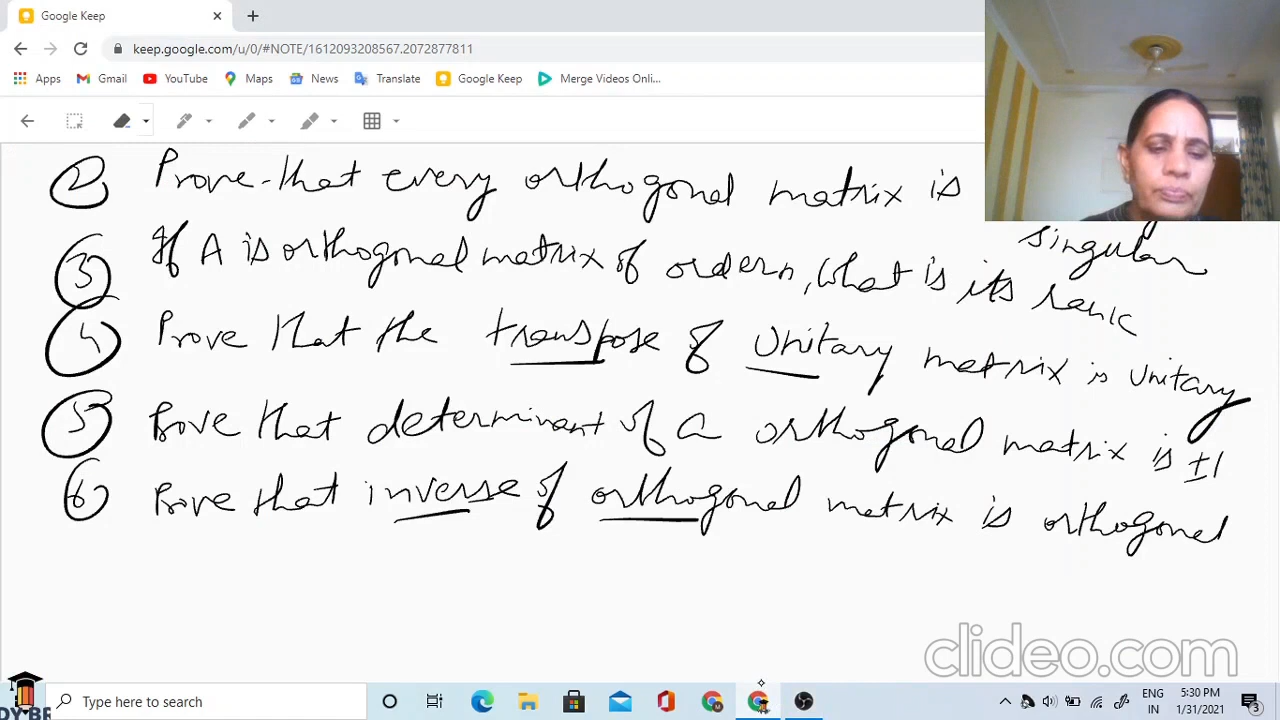 Google Keep
keep.google.com/u/0/#NOTE/1612093208567.2072877811
Apps Gmail YouTube Maps News Translate Google Keep Merge Videos Onli...
2 Prove that every orthogonal matrix is
singular
3 If A is orthogonal matrix of order n, What is its rank
4 Prove that the transpose of Unitary matrix is Unitary
5 Prove that determinant of a orthogonal matrix is ±1
6 Prove that inverse of orthogonal matrix is orthogonal
clideo.com
Type here to search
ENG
IN
5:30 PM
1/31/2021
3
DY BR